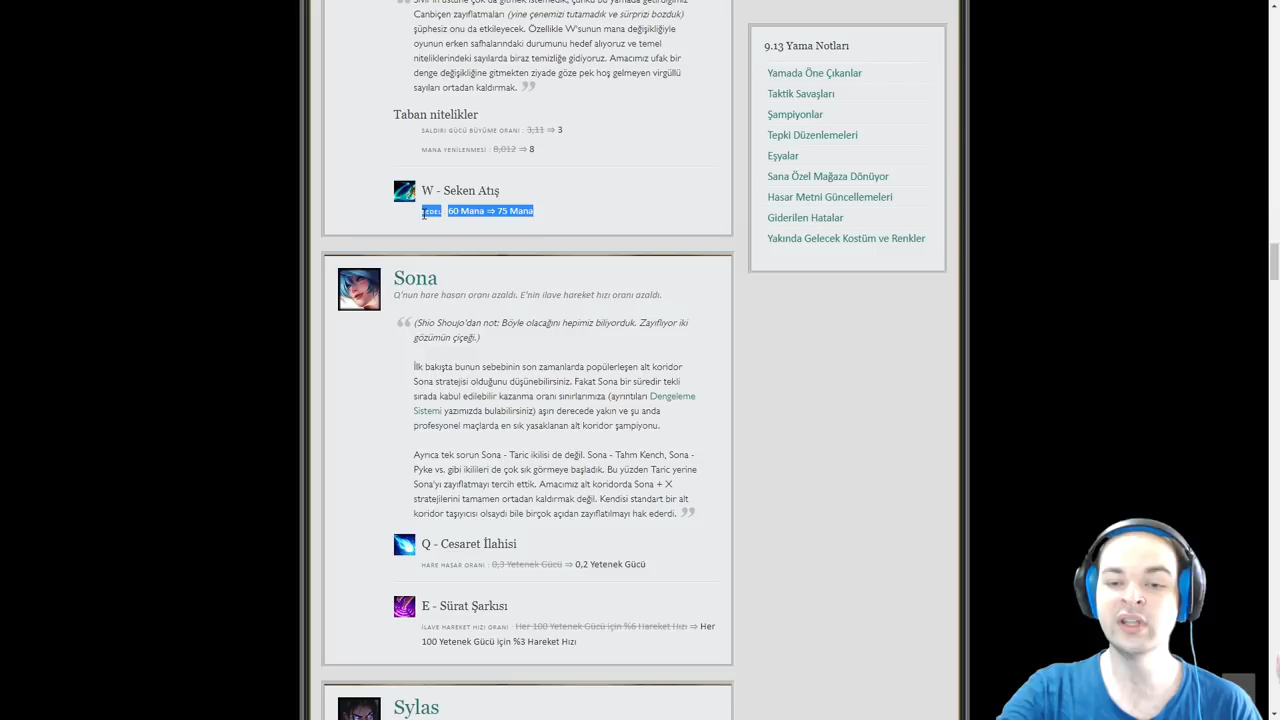 Sivir'in üstüne çok da gitmek istemedik, çünkü bu yamada getirdiğimiz
Canbiçen zayıflatmaları (yine çenemizi tutamadık ve sürprizi bozduk)
şüphesiz onu da etkileyecek. Özellikle W'sunun mana değişikliğiyle
oyunun erken safhalarındaki durumunu hedef alıyoruz ve temel
niteliklerindeki sayılarda biraz temizliğe gidiyoruz. Amacımız ufak bir
denge değişikliğine gitmekten ziyade göze pek hoş gelmeyen virgüllü
sayıları ortadan kaldırmak.
Taban nitelikler
SALDIRI GÜCÜ BÜYÜME ORANI : 3,11 ⇒ 3
MANA YENİLENMESİ : 8,012 ⇒ 8
W - Seken Atış
BEDEL 60 Mana ⇒ 75 Mana
Sona
Q'nun hare hasarı oranı azaldı. E'nin ilave hareket hızı oranı azaldı.
(Shio Shoujo'dan not: Böyle olacağını hepimiz biliyorduk. Zayıflıyor iki
gözümün çiçeği.)
İlk bakışta bunun sebebinin son zamanlarda popülerleşen alt koridor
Sona stratejisi olduğunu düşünebilirsiniz. Fakat Sona bir süredir tekli
sırada kabul edilebilir kazanma oranı sınırlarımıza (ayrıntıları Dengeleme
Sistemi yazımızda bulabilirsiniz) aşırı derecede yakın ve şu anda
profesyonel maçlarda en sık yasaklanan alt koridor şampiyonu.
Ayrıca tek sorun Sona - Taric ikilisi de değil. Sona - Tahm Kench, Sona -
Pyke vs. gibi ikilileri de çok sık görmeye başladık. Bu yüzden Taric yerine
Sona'yı zayıflatmayı tercih ettik. Amacımız alt koridorda Sona + X
stratejilerini tamamen ortadan kaldırmak değil. Kendisi standart bir alt
koridor taşıyıcısı olsaydı bile birçok açıdan zayıflatılmayı hak ederdi.
Q - Cesaret İlahisi
HARE HASAR ORANI : 0,3 Yetenek Gücü ⇒ 0,2 Yetenek Gücü
E - Sürat Şarkısı
İLAVE HAREKET HIZI ORANI : Her 100 Yetenek Gücü için %6 Hareket Hızı ⇒ Her
100 Yetenek Gücü için %3 Hareket Hızı
Sylas
9.13 Yama Notları
Yamada Öne Çıkanlar
Taktik Savaşları
Şampiyonlar
Tepki Düzenlemeleri
Eşyalar
Sana Özel Mağaza Dönüyor
Hasar Metni Güncellemeleri
Giderilen Hatalar
Yakında Gelecek Kostüm ve Renkler